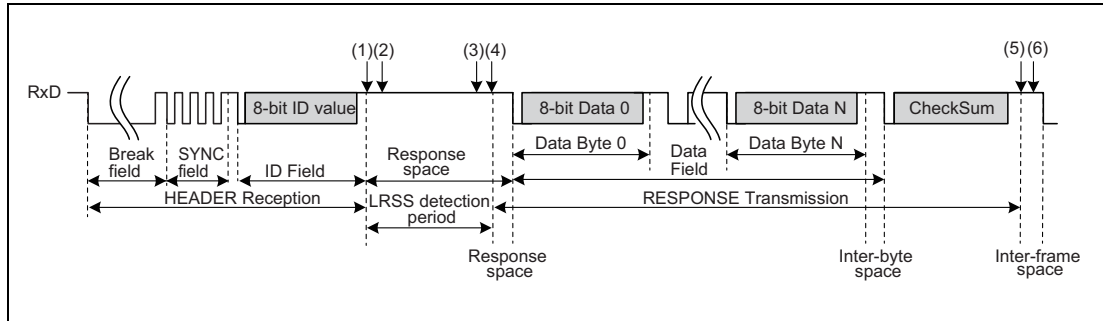 (1)(2) (3) (4) (5) (6)
RxD
8-bit ID value 8-bit Data 0 8-bit Data N CheckSum
Break
field
SYNC
field
ID Field
Response
space
Data Byte 0
Data
Field
Data Byte N
HEADER Reception
LRSS detection
period
RESPONSE Transmission
Response
space
Inter-byte
space
Inter-frame
space